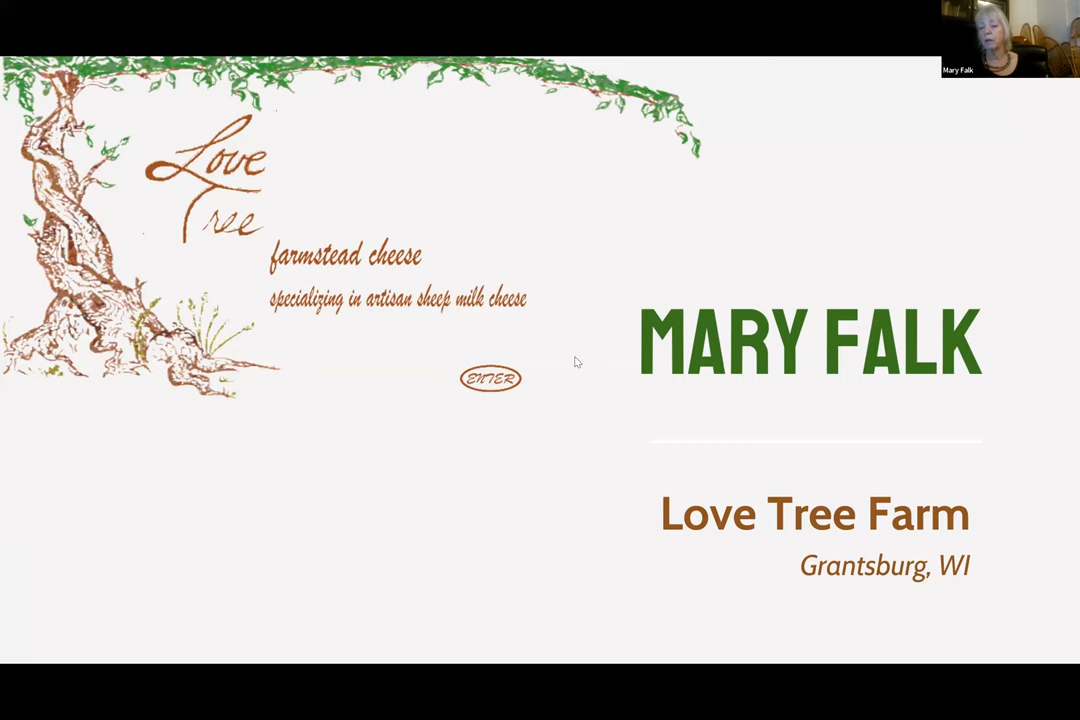 Mary Falk
Love
Tree
farmstead cheese
specializing in artisan sheep milk cheese
ENTER
MARY FALK
Love Tree Farm
Grantsburg, WI